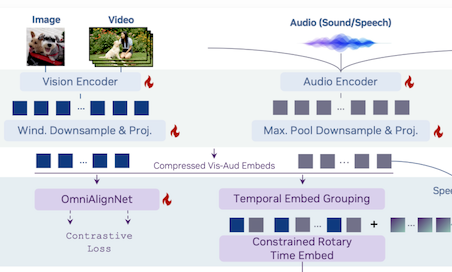 Image
Video
Audio (Sound/Speech)
Vision Encoder
Audio Encoder
...
...
Wind. Downsample & Proj.
Max. Pool Downsample & Proj.
...
Compressed Vis-Aud Embeds
...
OmniAlignNet
Temporal Embed Grouping
Spe
... + ...
Contrastive
Loss
Constrained Rotary
Time Embed